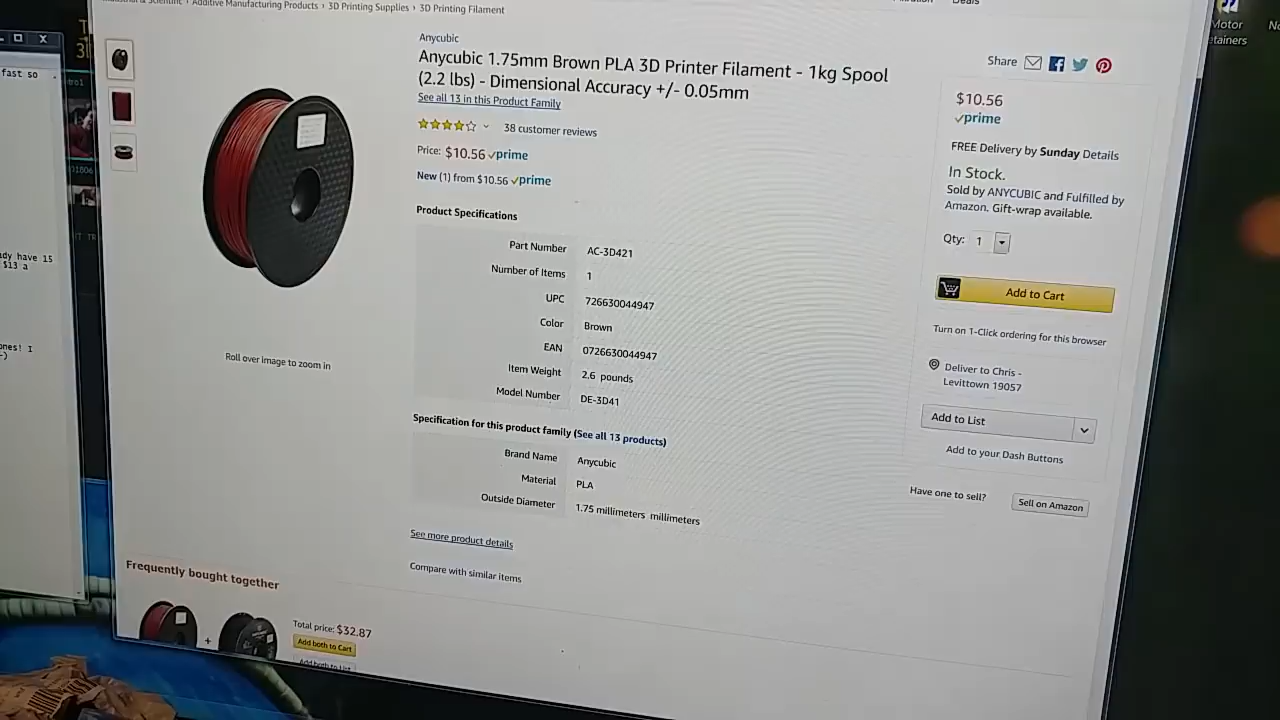 Additive Manufacturing Products › 3D Printing Supplies › 3D Printing Filament
Deals
Motor
fast so
Anycubic
Anycubic 1.75mm Brown PLA 3D Printer Filament - 1kg Spool
(2.2 lbs) - Dimensional Accuracy +/- 0.05mm
See all 13 in this Product Family
38 customer reviews
Price: $10.56 prime
New (1) from $10.56 prime
Product Specifications
Part Number AC-3D421
Number of Items 1
UPC 726630044947
Color Brown
EAN 0726630044947
Item Weight 2.6 pounds
Model Number DE-3D41
Specification for this product family (See all 13 products)
Brand Name Anycubic
Material PLA
Outside Diameter 1.75 millimeters millimeters
See more product details
Compare with similar items
Roll over image to zoom in
have 15
$13 a
Share
$10.56
prime
FREE Delivery by Sunday Details
In Stock.
Sold by ANYCUBIC and Fulfilled by
Amazon. Gift-wrap available.
Qty: 1
Add to Cart
Turn on 1-Click ordering for this browser
Deliver to Chris -
Levittown 19057
Add to List
Add to your Dash Buttons
Have one to sell?
Sell on Amazon
Frequently bought together
+
Total price: $32.87
Add both to Cart
Add both to List